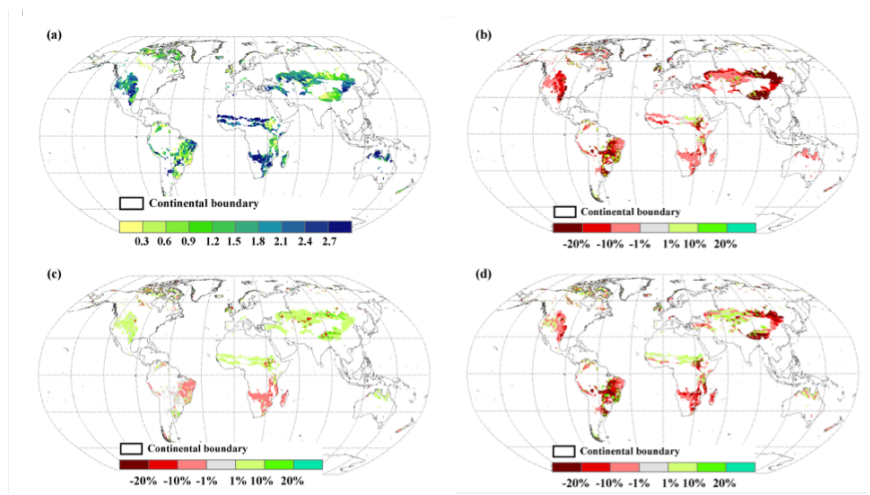 (a)
Continental boundary
0.3 0.6 0.9 1.2 1.5 1.8 2.1 2.4 2.7
(b)
Continental boundary
-20% -10% -1% 1% 10% 20%
(c)
Continental boundary
-20% -10% -1% 1% 10% 20%
(d)
Continental boundary
-20% -10% -1% 1% 10% 20%